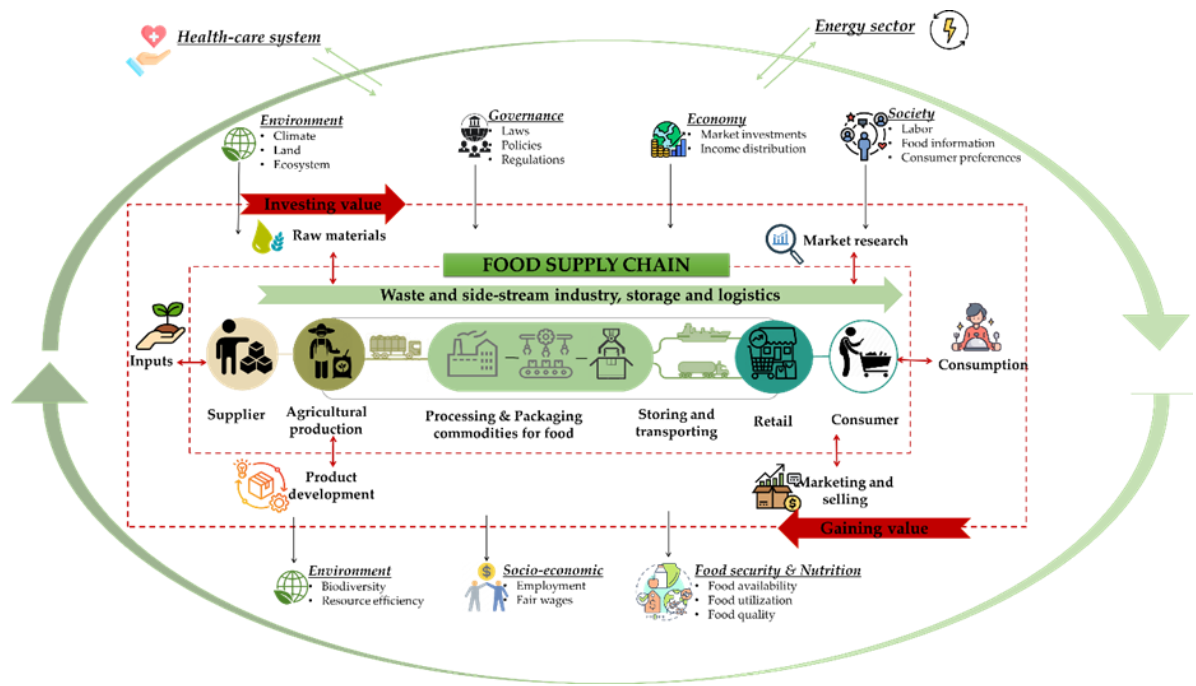 Health-care system
Energy sector
Environment
• Climate
• Land
• Ecosystem
Governance
• Laws
• Policies
• Regulations
Economy
• Market investments
• Income distribution
Society
• Labor
• Food information
• Consumer preferences
Investing value
Raw materials
Market research
FOOD SUPPLY CHAIN
Waste and side-stream industry, storage and logistics
Inputs
Consumption
Supplier
Agricultural
production
Processing & Packaging
commodities for food
Storing and
transporting
Retail
Consumer
Product
development
Marketing and
selling
Gaining value
Environment
• Biodiversity
• Resource efficiency
Socio-economic
• Employment
• Fair wages
Food security & Nutrition
• Food availability
• Food utilization
• Food quality